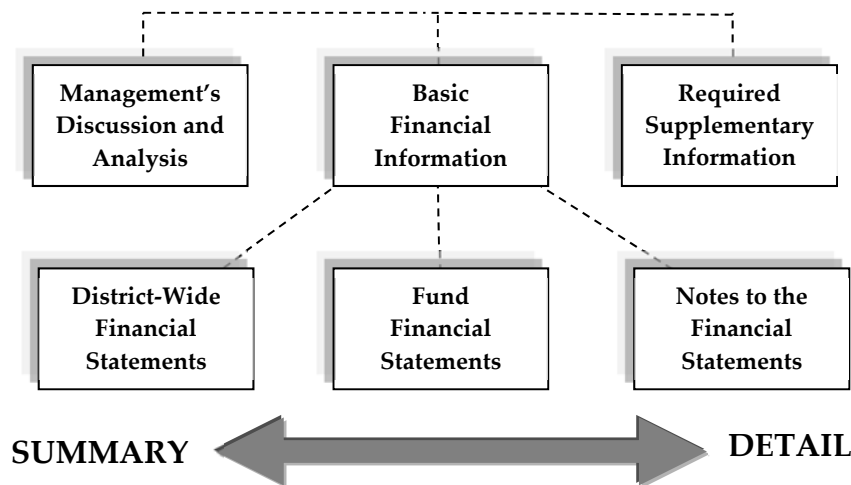 Management’s
Discussion and
Analysis
Basic
Financial
Information
Required
Supplementary
Information
District-Wide
Financial
Statements
Fund
Financial
Statements
Notes to the
Financial
Statements
SUMMARY
DETAIL